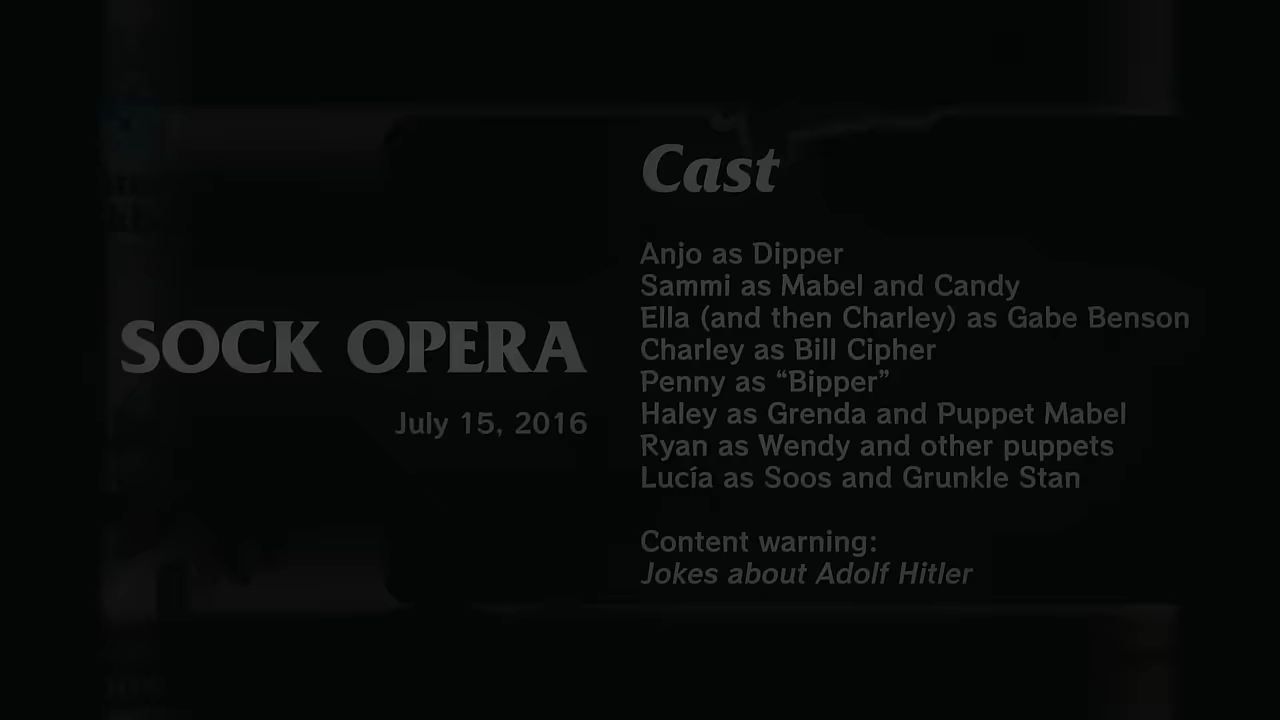 SOCK OPERA
July 15, 2016
Cast
Anjo as Dipper
Sammi as Mabel and Candy
Ella (and then Charley) as Gabe Benson
Charley as Bill Cipher
Penny as “Bipper”
Haley as Grenda and Puppet Mabel
Ryan as Wendy and other puppets
Lucía as Soos and Grunkle Stan
Content warning:
Jokes about Adolf Hitler